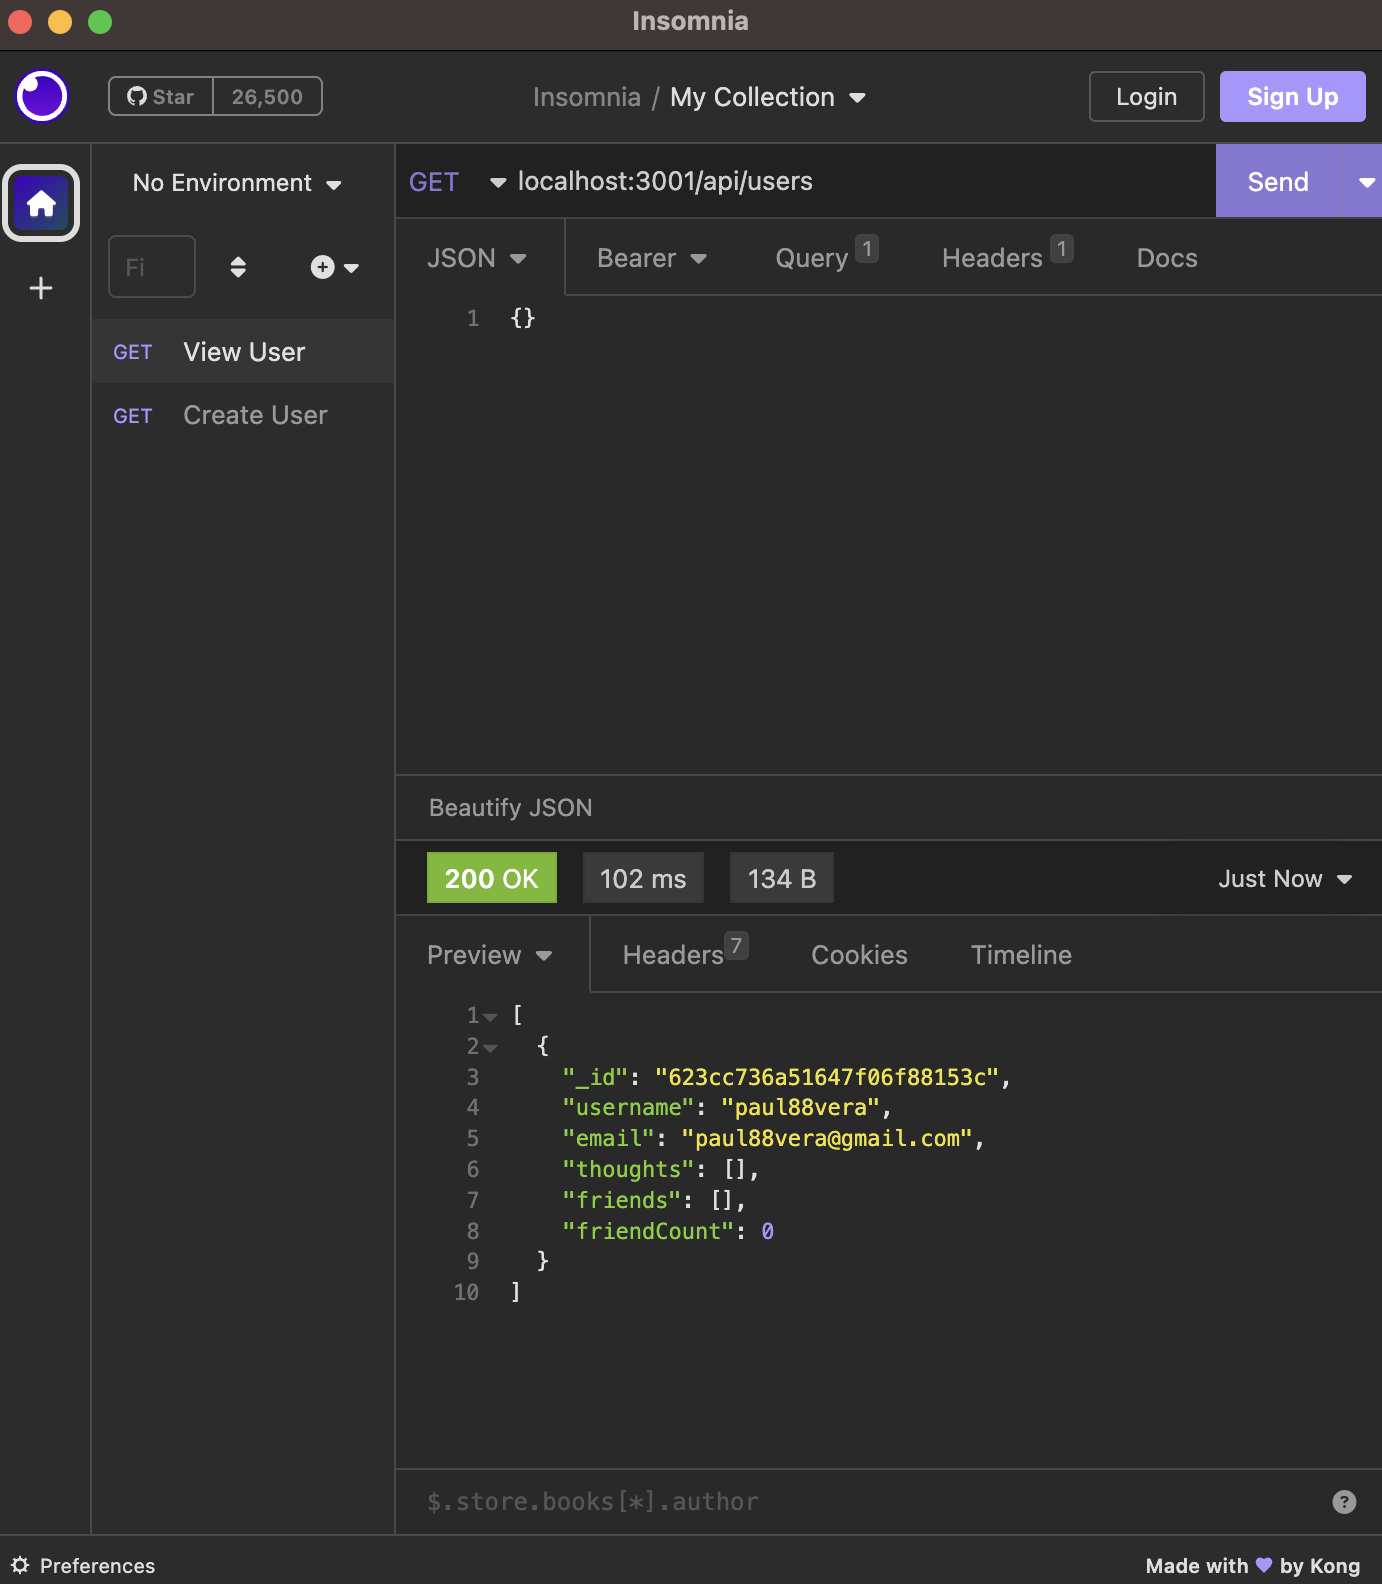 Insomnia
Star 26,500
Insomnia / My Collection
Login
Sign Up
No Environment
GET localhost:3001/api/users
Send
Fi
JSON Bearer Query 1 Headers 1 Docs
1 {}
GET View User
GET Create User
Beautify JSON
200 OK 102 ms 134 B Just Now
Preview Headers 7 Cookies Timeline
1 [
2 {
3 "_id": "623cc736a51647f06f88153c",
4 "username": "paul88vera",
5 "email": "paul88vera@gmail.com",
6 "thoughts": [],
7 "friends": [],
8 "friendCount": 0
9 }
10 ]
$.store.books[*].author ?
Preferences
Made with 💜 by Kong